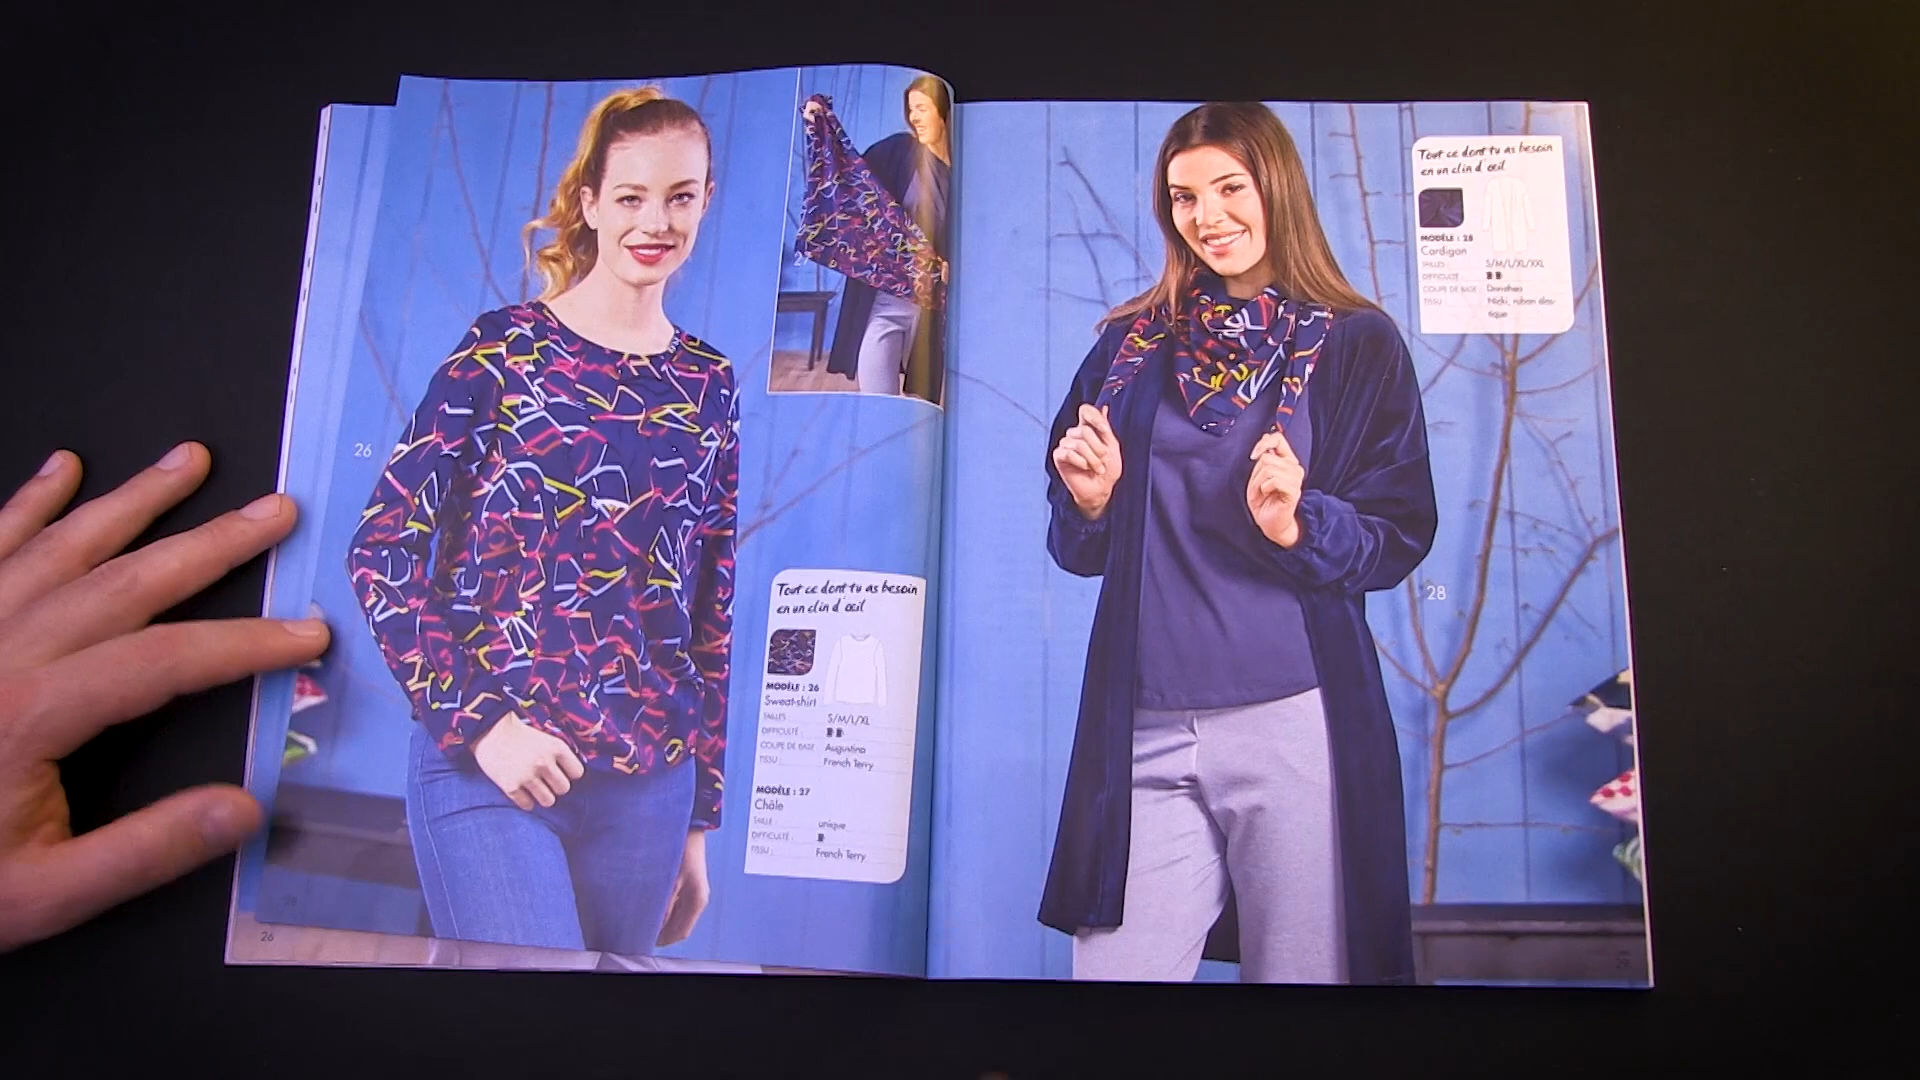 26
27
Tout ce dont tu as besoin
en un clin d'œil
MODÈLE : 26
Sweat-shirt
TAILLES : S/M/L/XL
DIFFICULTÉ :
COUPE DE BASE : Augustina
TISSU : French Terry
MODÈLE : 27
Châle
TAILLE : unique
DIFFICULTÉ :
TISSU : French Terry
28
26
Tout ce dont tu as besoin
en un clin d'œil
MODÈLE : 28
Cardigan
TAILLES : S/M/L/XL/XXL
DIFFICULTÉ :
COUPE DE BASE : Dorothea
TISSU : Nicki, ruban élas-
tique
28